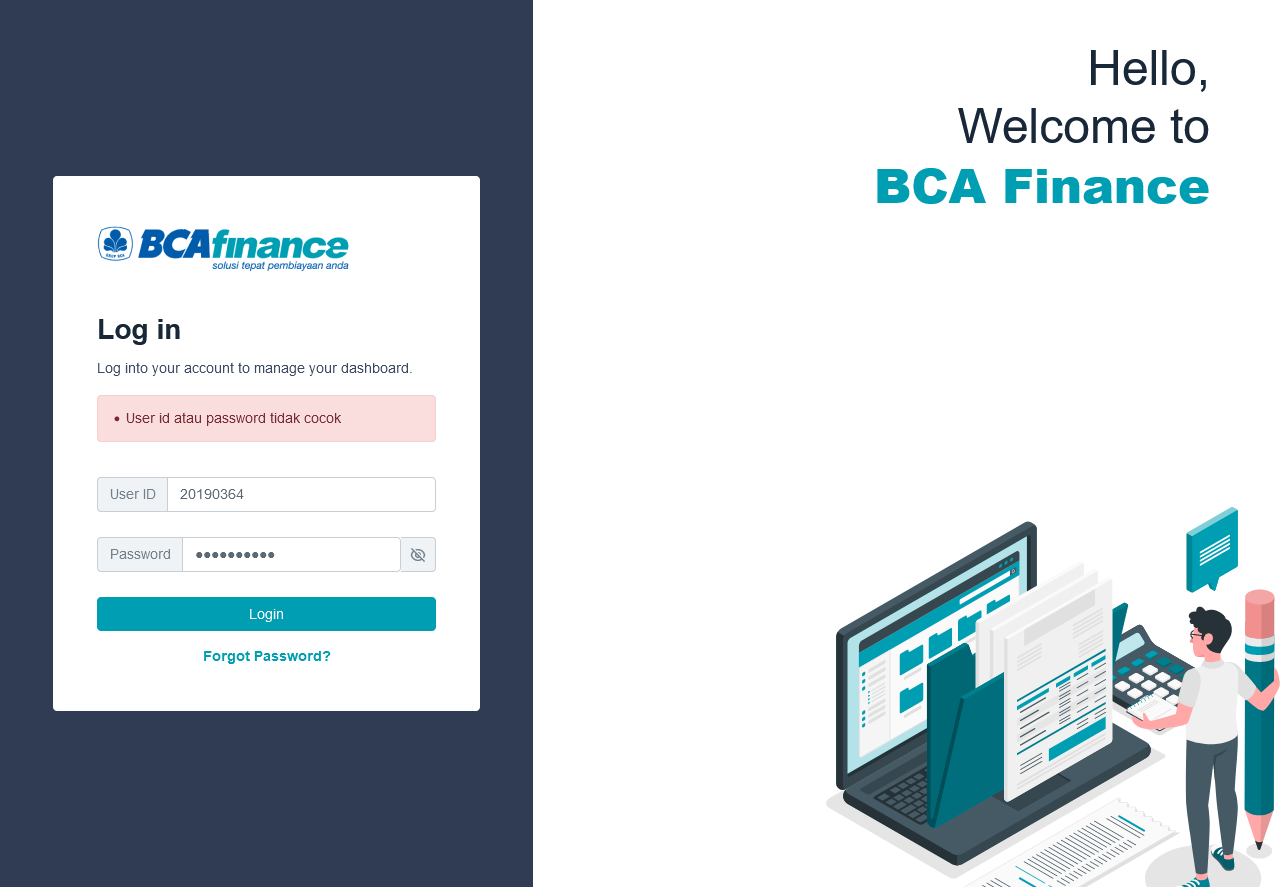 Hello,
Welcome to
BCA Finance
BCAfinance
solusi tepat pembiayaan anda
Log in
Log into your account to manage your dashboard.
• User id atau password tidak cocok
User ID 20190364
Password ••••••••••
Login
Forgot Password?